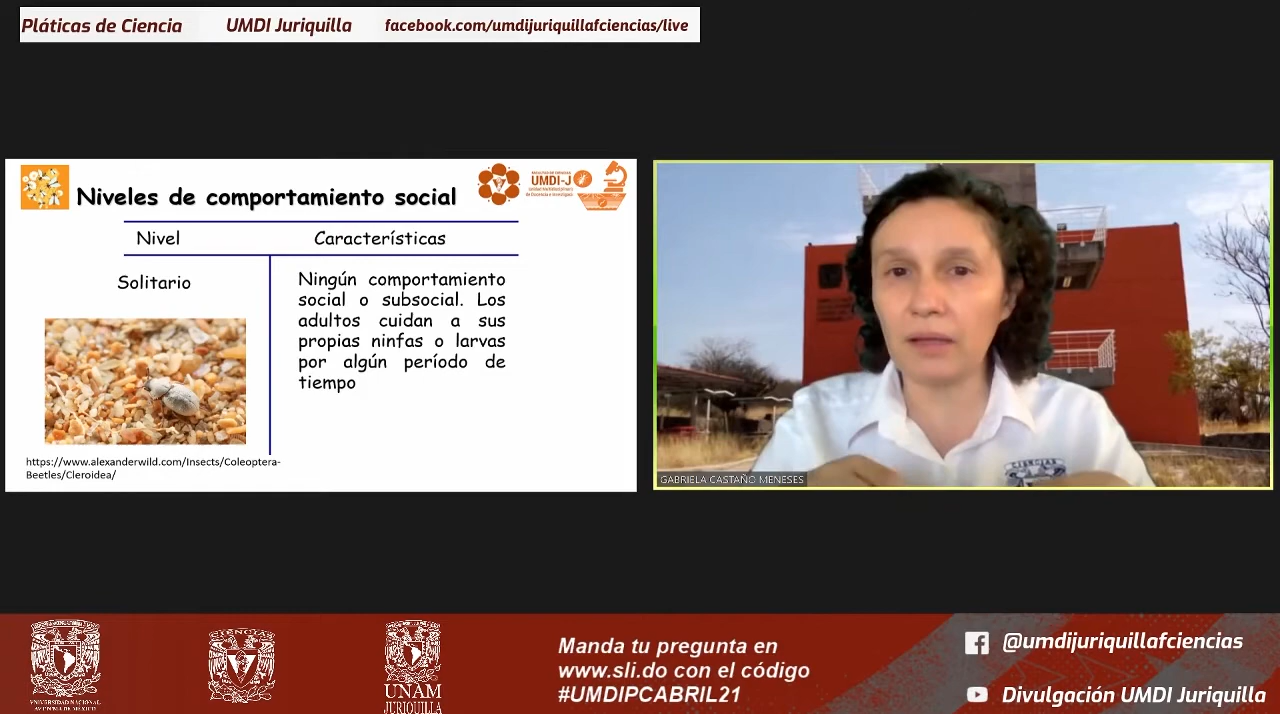 Pláticas de Ciencia UMDI Juriquilla facebook.com/umdijuriquillafciencias/live
Niveles de comportamiento social
UMDI-J
Nivel Características
Solitario
Ningún comportamiento
social o subsocial. Los
adultos cuidan a sus
propias ninfas o larvas
por algún período de
tiempo
https://www.alexanderwild.com/Insects/Coleoptera-
Beetles/Cleroidea/
CIENCIAS
GABRIELA CASTAÑO MENESES
CIENCIAS
UNAM
JURIQUILLA
Manda tu pregunta en
www.sli.do con el código
#UMDIPCABRIL21
@umdijuriquillafciencias
Divulgación UMDI Juriquilla